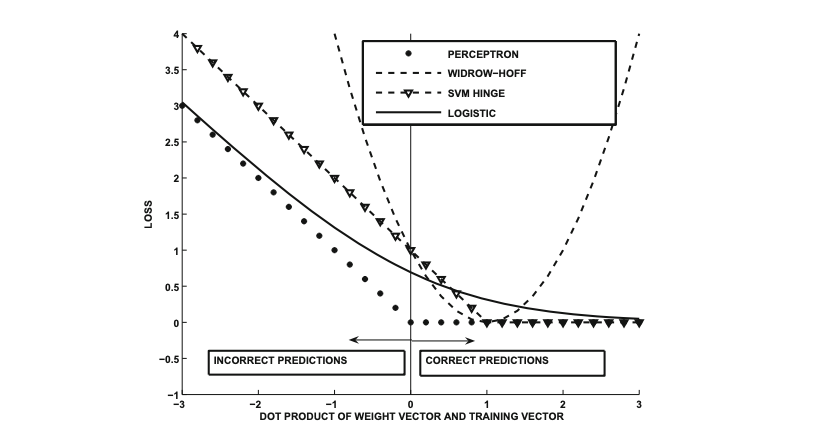 4
3.5
3
2.5
2
1.5
1
0.5
0
−0.5
−1
LOSS
PERCEPTRON
WIDROW−HOFF
SVM HINGE
LOGISTIC
INCORRECT PREDICTIONS
CORRECT PREDICTIONS
−3 −2 −1 0 1 2 3
DOT PRODUCT OF WEIGHT VECTOR AND TRAINING VECTOR